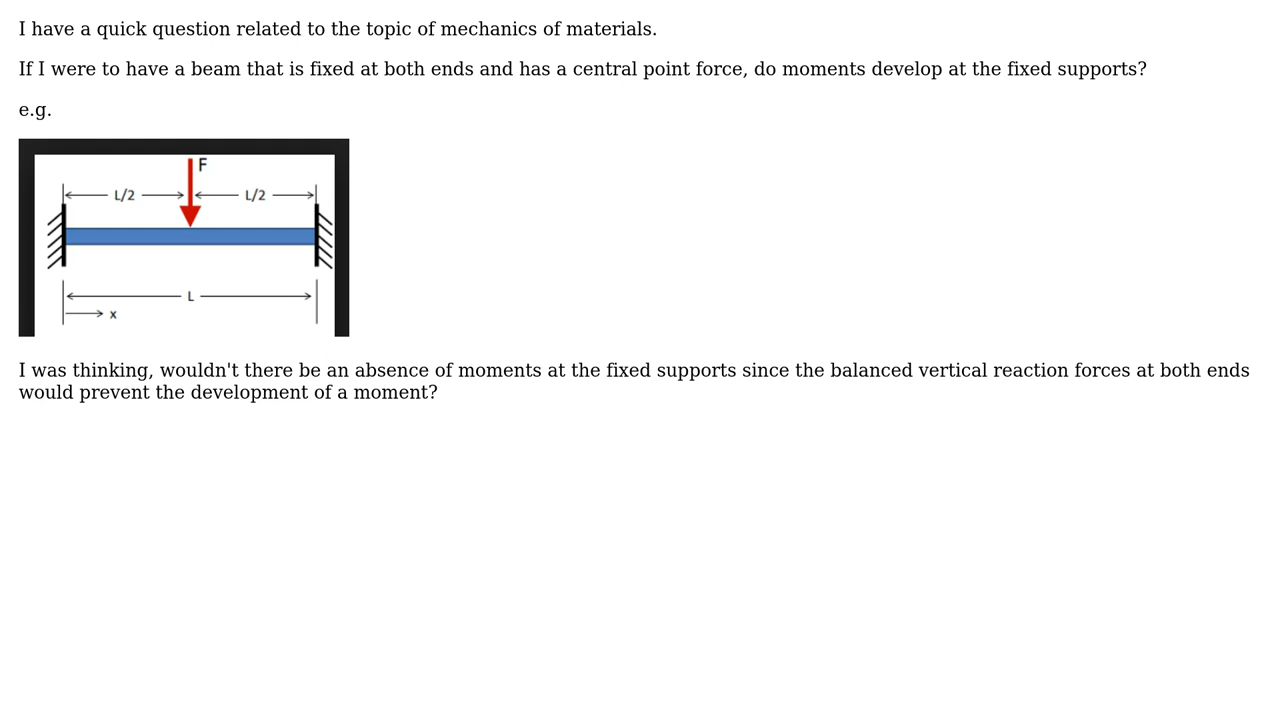 I have a quick question related to the topic of mechanics of materials.
If I were to have a beam that is fixed at both ends and has a central point force, do moments develop at the fixed supports?
e.g.
F
L/2 L/2
L
x
I was thinking, wouldn't there be an absence of moments at the fixed supports since the balanced vertical reaction forces at both ends
would prevent the development of a moment?